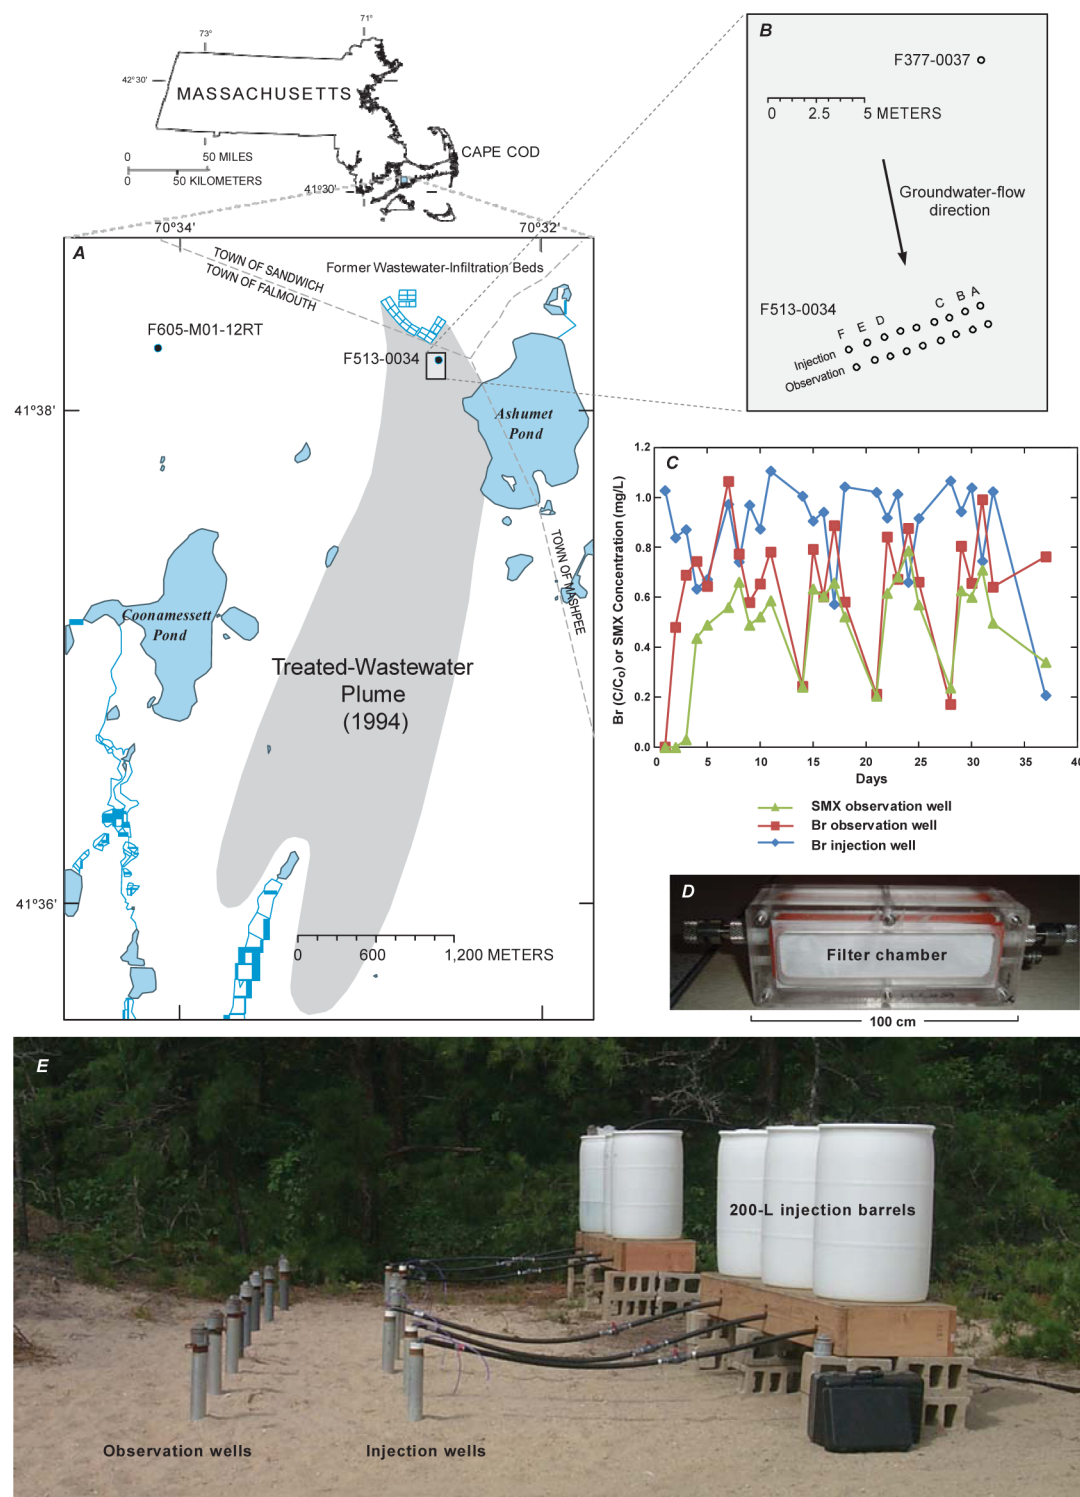 71°
73°
42°30'
MASSACHUSETTS
CAPE COD
0 50 MILES
0 50 KILOMETERS
41°30'
70°34'
70°32'
A
TOWN OF SANDWICH
TOWN OF FALMOUTH
Former Wastewater-Infiltration Beds
F605-M01-12RT
F513-0034
41°38'
Ashumet
Pond
TOWN OF MASHPEE
Coonamessett
Pond
Treated-Wastewater
Plume
(1994)
41°36'
0 600 1,200 METERS
B
F377-0037
0 2.5 5 METERS
Groundwater-flow
direction
F513-0034
F E D C B A
Injection
Observation
C
1.2
1.0
0.8
0.6
0.4
0.2
0.0
Br (C/Co) or SMX Concentration (mg/L)
0 5 10 15 20 25 30 35 40
Days
SMX observation well
Br observation well
Br injection well
D
Filter chamber
100 cm
E
200-L injection barrels
Observation wells
Injection wells